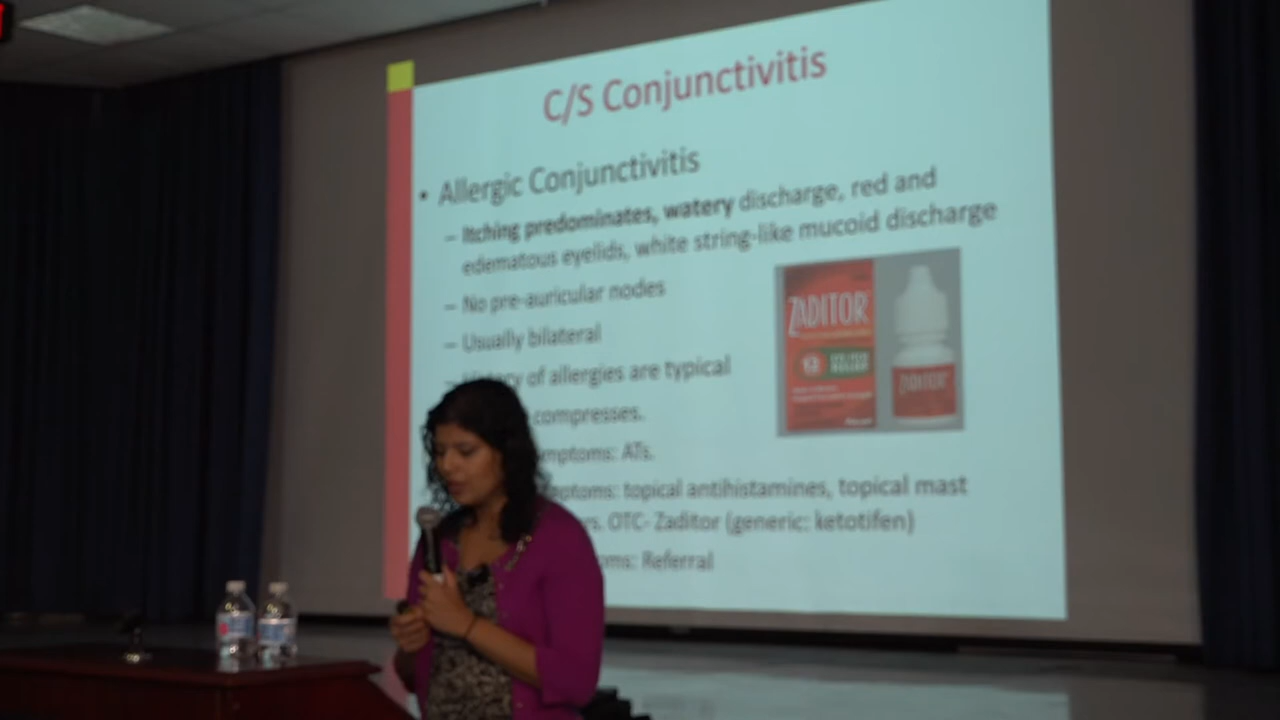 C/S Conjunctivitis
• Allergic Conjunctivitis
– Itching predominates, watery discharge, red and
edematous eyelids, white string-like mucoid discharge
– No pre-auricular nodes
– Usually bilateral
– of allergies are typical
compresses.
mptoms: ATs.
ptoms: topical antihistamines, topical mast
rs. OTC- Zaditor (generic: ketotifen)
oms: Referral
ZADITOR
ZADITOR